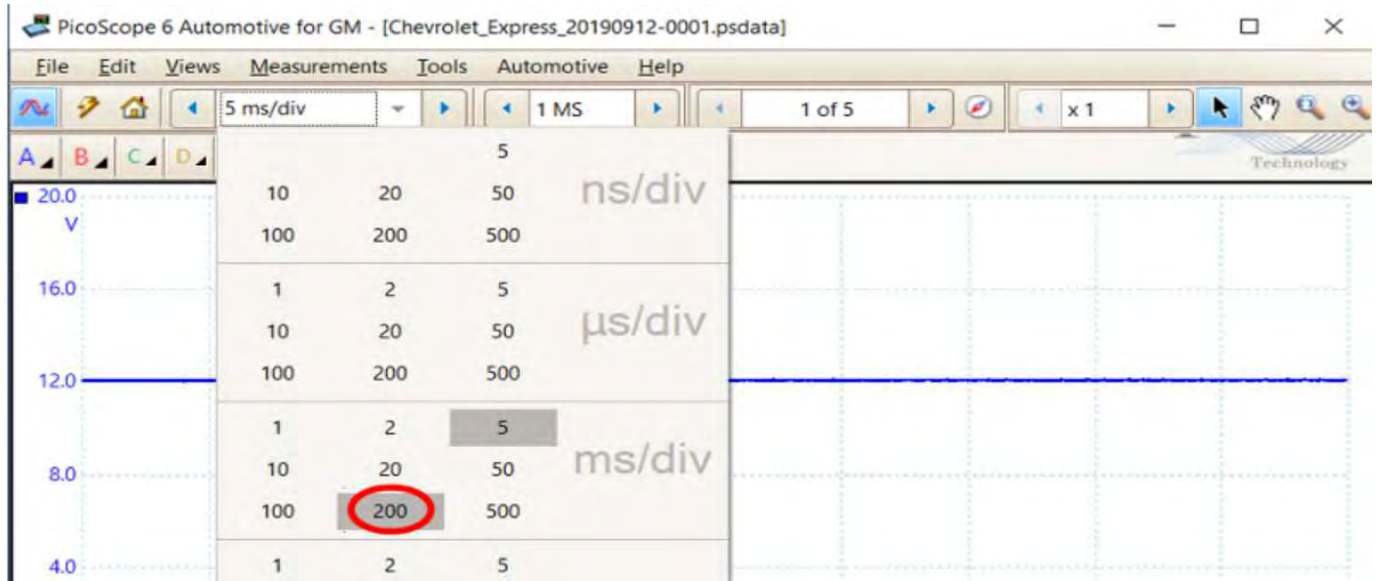 PicoScope 6 Automotive for GM - [Chevrolet_Express_20190912-0001.psdata]
File Edit Views Measurements Tools Automotive Help
5 ms/div 1 MS 1 of 5 x 1
A B C D Technology
20.0
V
16.0
12.0
8.0
4.0
5
10 20 50 ns/div
100 200 500
1 2 5
10 20 50 µs/div
100 200 500
1 2 5
10 20 50 ms/div
100 200 500
1 2 5